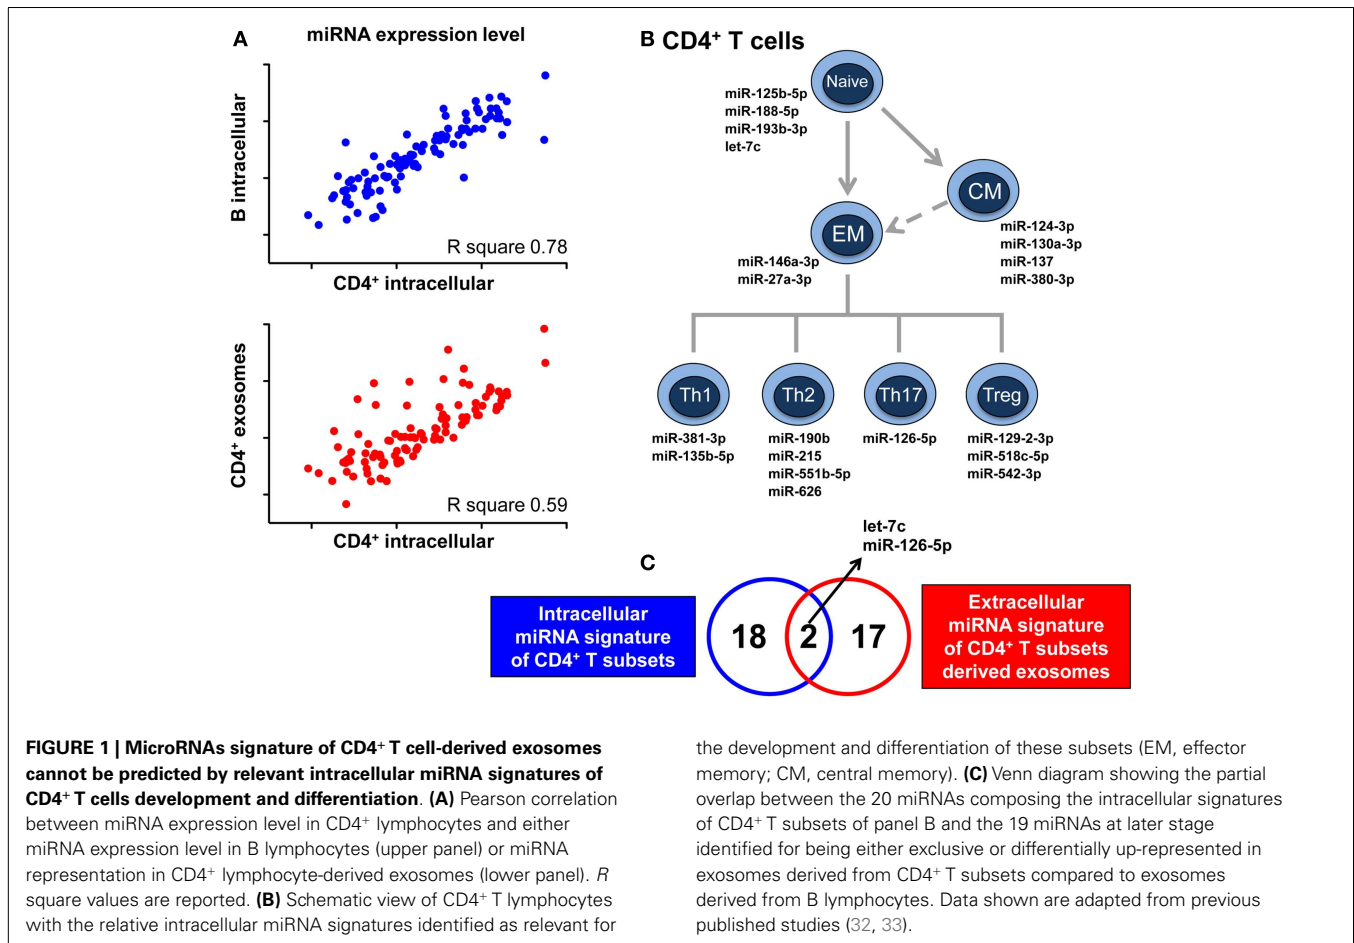 A
miRNA expression level
B intracellular
R square 0.78
CD4⁺ intracellular
CD4⁺ exosomes
R square 0.59
CD4⁺ intracellular
B CD4⁺ T cells
Naive
miR-125b-5p
miR-188-5p
miR-193b-3p
let-7c
CM
miR-124-3p
miR-130a-3p
miR-137
miR-380-3p
EM
miR-146a-3p
miR-27a-3p
Th1
miR-381-3p
miR-135b-5p
Th2
miR-190b
miR-215
miR-551b-5p
miR-626
Th17
miR-126-5p
Treg
miR-129-2-3p
miR-518c-5p
miR-542-3p
C
let-7c
miR-126-5p
Intracellular
miRNA signature
of CD4⁺ T subsets
18
2
17
Extracellular
miRNA signature
of CD4⁺ T subsets
derived exosomes
FIGURE 1 | MicroRNAs signature of CD4⁺ T cell-derived exosomes
cannot be predicted by relevant intracellular miRNA signatures of
CD4⁺ T cells development and differentiation. (A) Pearson correlation
between miRNA expression level in CD4⁺ lymphocytes and either
miRNA expression level in B lymphocytes (upper panel) or miRNA
representation in CD4⁺ lymphocyte-derived exosomes (lower panel). R
square values are reported. (B) Schematic view of CD4⁺ T lymphocytes
with the relative intracellular miRNA signatures identified as relevant for
the development and differentiation of these subsets (EM, effector
memory; CM, central memory). (C) Venn diagram showing the partial
overlap between the 20 miRNAs composing the intracellular signatures
of CD4⁺ T subsets of panel B and the 19 miRNAs at later stage
identified for being either exclusive or differentially up-represented in
exosomes derived from CD4⁺ T subsets compared to exosomes
derived from B lymphocytes. Data shown are adapted from previous
published studies (32, 33).